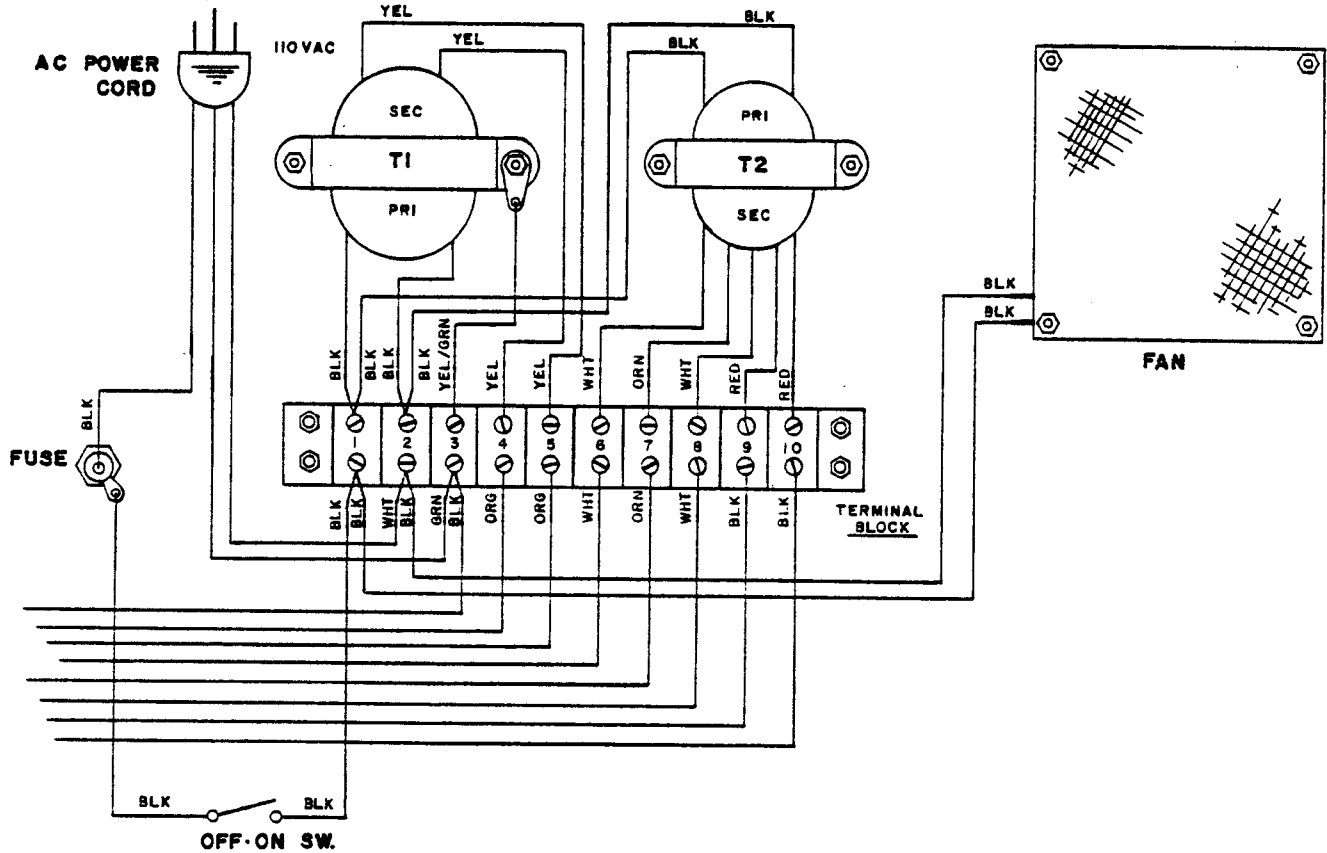 YEL
BLK
YEL
BLK
110 VAC
AC POWER
CORD
SEC
PRI
T1
T2
PRI
SEC
BLK
BLK
FAN
BLK
BLK
BLK
BLK
YEL/GRN
YEL
YEL
WHT
ORN
WHT
RED
RED
BLK
FUSE
1
2
3
4
5
6
7
8
9
10
BLK
BLK
WHT
BLK
GRN
BLK
ORG
ORG
WHT
ORN
WHT
BLK
BLK
TERMINAL
BLOCK
BLK
BLK
OFF-ON SW.